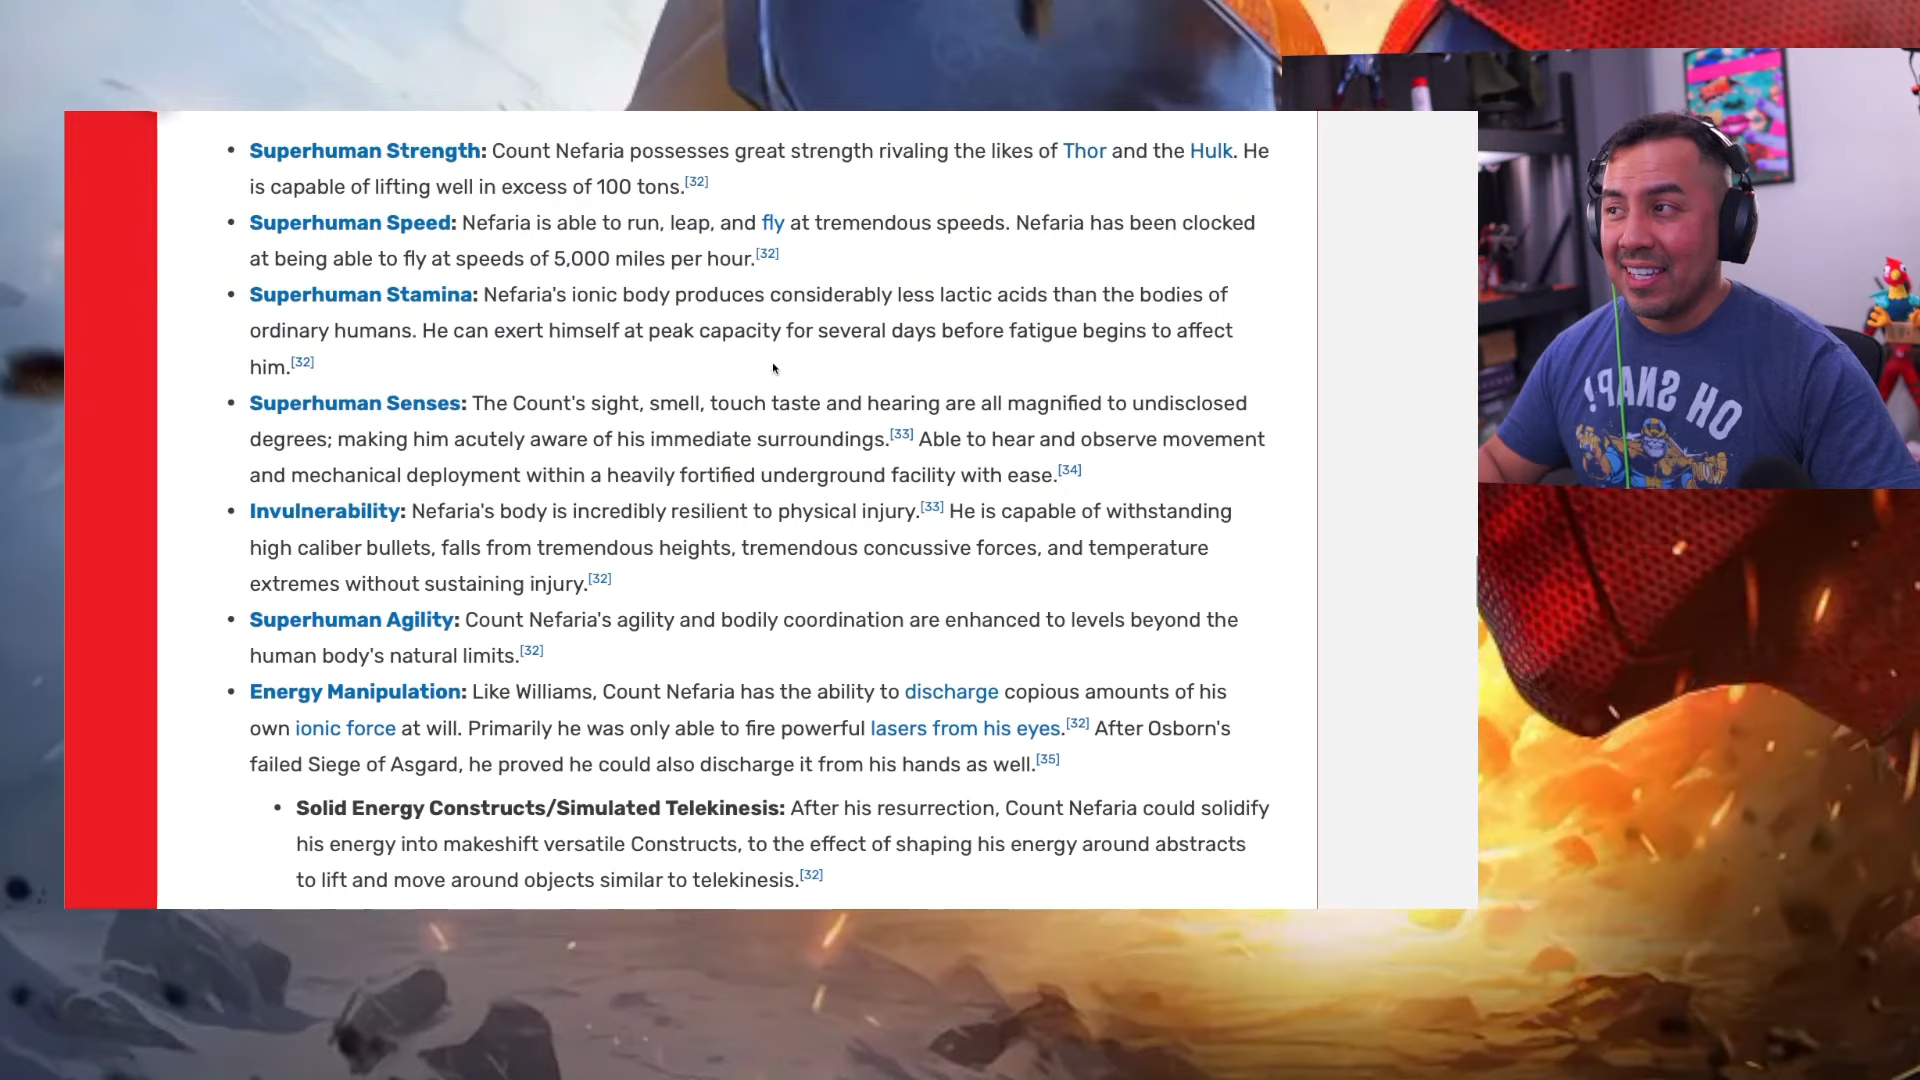 • Superhuman Strength: Count Nefaria possesses great strength rivaling the likes of Thor and the Hulk. He
is capable of lifting well in excess of 100 tons.[32]
• Superhuman Speed: Nefaria is able to run, leap, and fly at tremendous speeds. Nefaria has been clocked
at being able to fly at speeds of 5,000 miles per hour.[32]
• Superhuman Stamina: Nefaria's ionic body produces considerably less lactic acids than the bodies of
ordinary humans. He can exert himself at peak capacity for several days before fatigue begins to affect
him.[32]
• Superhuman Senses: The Count's sight, smell, touch taste and hearing are all magnified to undisclosed
degrees; making him acutely aware of his immediate surroundings.[33] Able to hear and observe movement
and mechanical deployment within a heavily fortified underground facility with ease.[34]
• Invulnerability: Nefaria's body is incredibly resilient to physical injury.[33] He is capable of withstanding
high caliber bullets, falls from tremendous heights, tremendous concussive forces, and temperature
extremes without sustaining injury.[32]
• Superhuman Agility: Count Nefaria's agility and bodily coordination are enhanced to levels beyond the
human body's natural limits.[32]
• Energy Manipulation: Like Williams, Count Nefaria has the ability to discharge copious amounts of his
own ionic force at will. Primarily he was only able to fire powerful lasers from his eyes.[32] After Osborn's
failed Siege of Asgard, he proved he could also discharge it from his hands as well.[35]
• Solid Energy Constructs/Simulated Telekinesis: After his resurrection, Count Nefaria could solidify
his energy into makeshift versatile Constructs, to the effect of shaping his energy around abstracts
to lift and move around objects similar to telekinesis.[32]
OH SNAP!